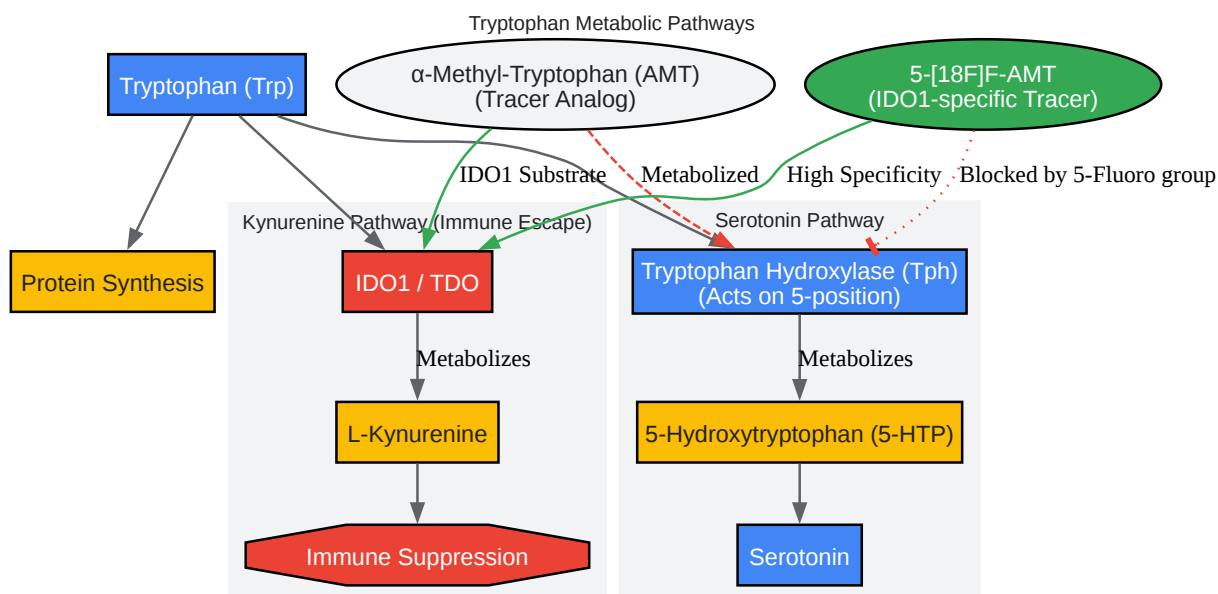 Tryptophan Metabolic Pathways
Tryptophan (Trp)
α-Methyl-Tryptophan (AMT)
(Tracer Analog)
5-[18F]F-AMT
(IDO1-specific Tracer)
IDO1 Substrate
Metabolized
High Specificity
Blocked by 5-Fluoro group
Kynurenine Pathway (Immune Escape)
Serotonin Pathway
Protein Synthesis
IDO1 / TDO
Tryptophan Hydroxylase (Tph)
(Acts on 5-position)
Metabolizes
Metabolizes
L-Kynurenine
5-Hydroxytryptophan (5-HTP)
Immune Suppression
Serotonin